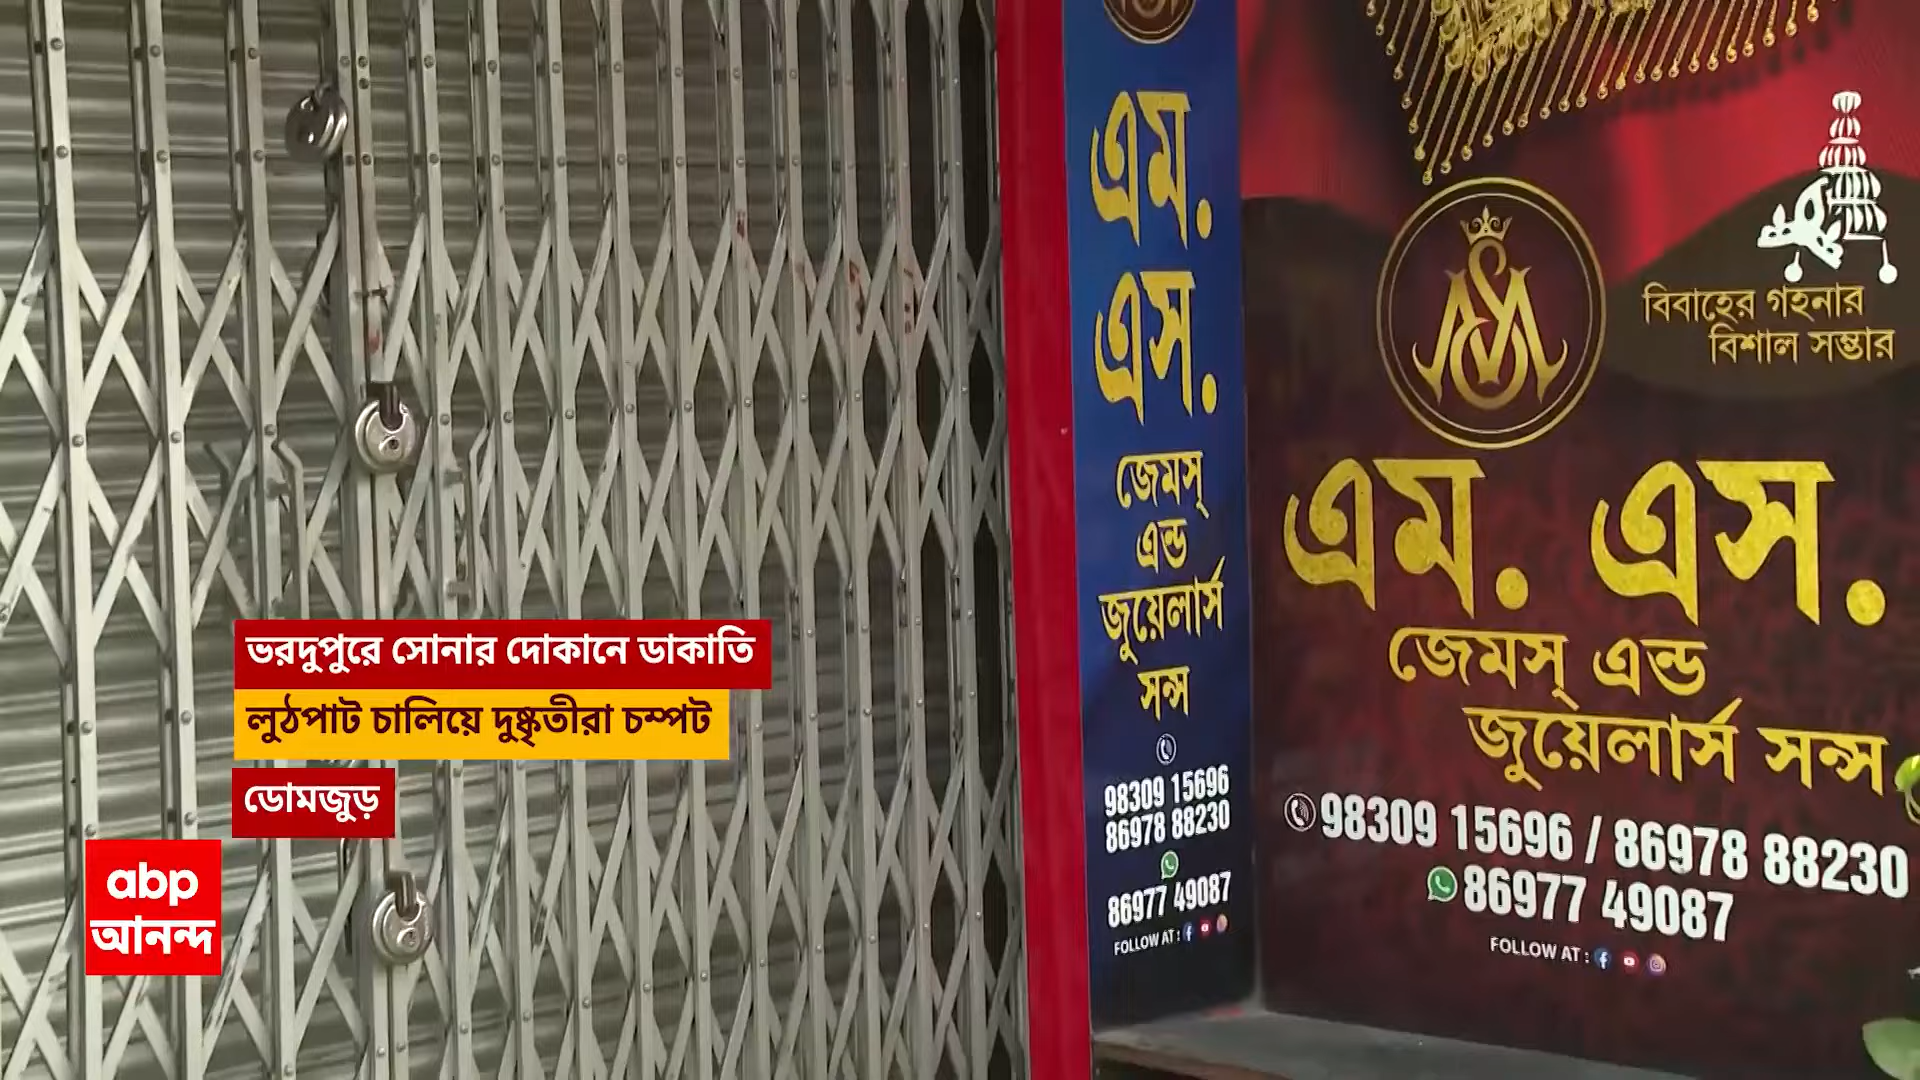 ভরদুপুরে সোনার দোকানে ডাকাতি
লুঠপাট চালিয়ে দুষ্কৃতীরা চম্পট
ডোমজুড়
abp
আনন্দ
এম.
এস.
জেমস্
এন্ড
জুয়েলার্স
সন্স
98309 15696
86978 88230
86977 49087
FOLLOW AT :
বিবাহের গহনার
বিশাল সম্ভার
এম. এস.
জেমস্ এন্ড
জুয়েলার্স সন্স
98309 15696 / 86978 88230
86977 49087
FOLLOW AT :